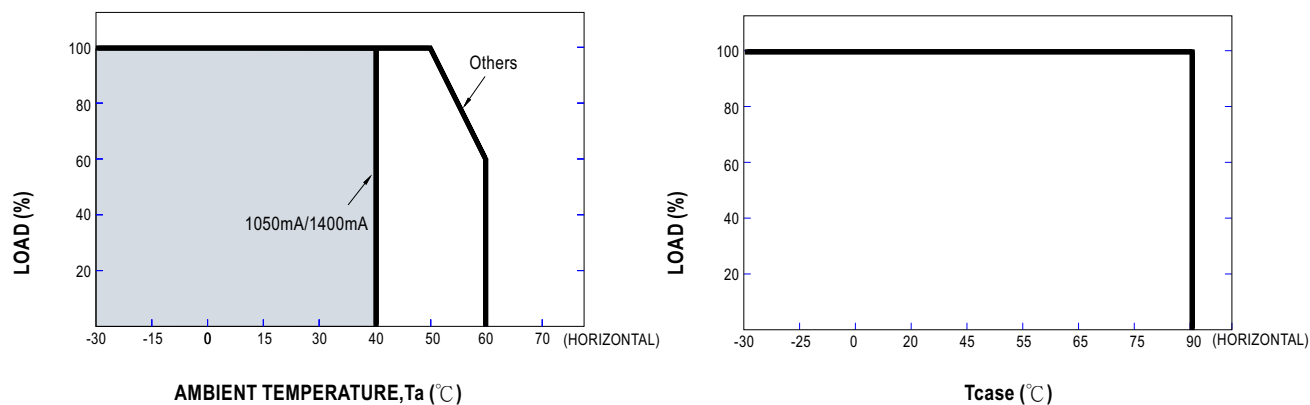 100
80
60
40
20
LOAD (%)
Others
1050mA/1400mA
-30 -15 0 15 30 40 50 60 70 (HORIZONTAL)
AMBIENT TEMPERATURE,Ta (℃)
100
80
60
40
20
LOAD (%)
-30 -25 0 20 45 55 65 75 90 (HORIZONTAL)
Tcase (℃)